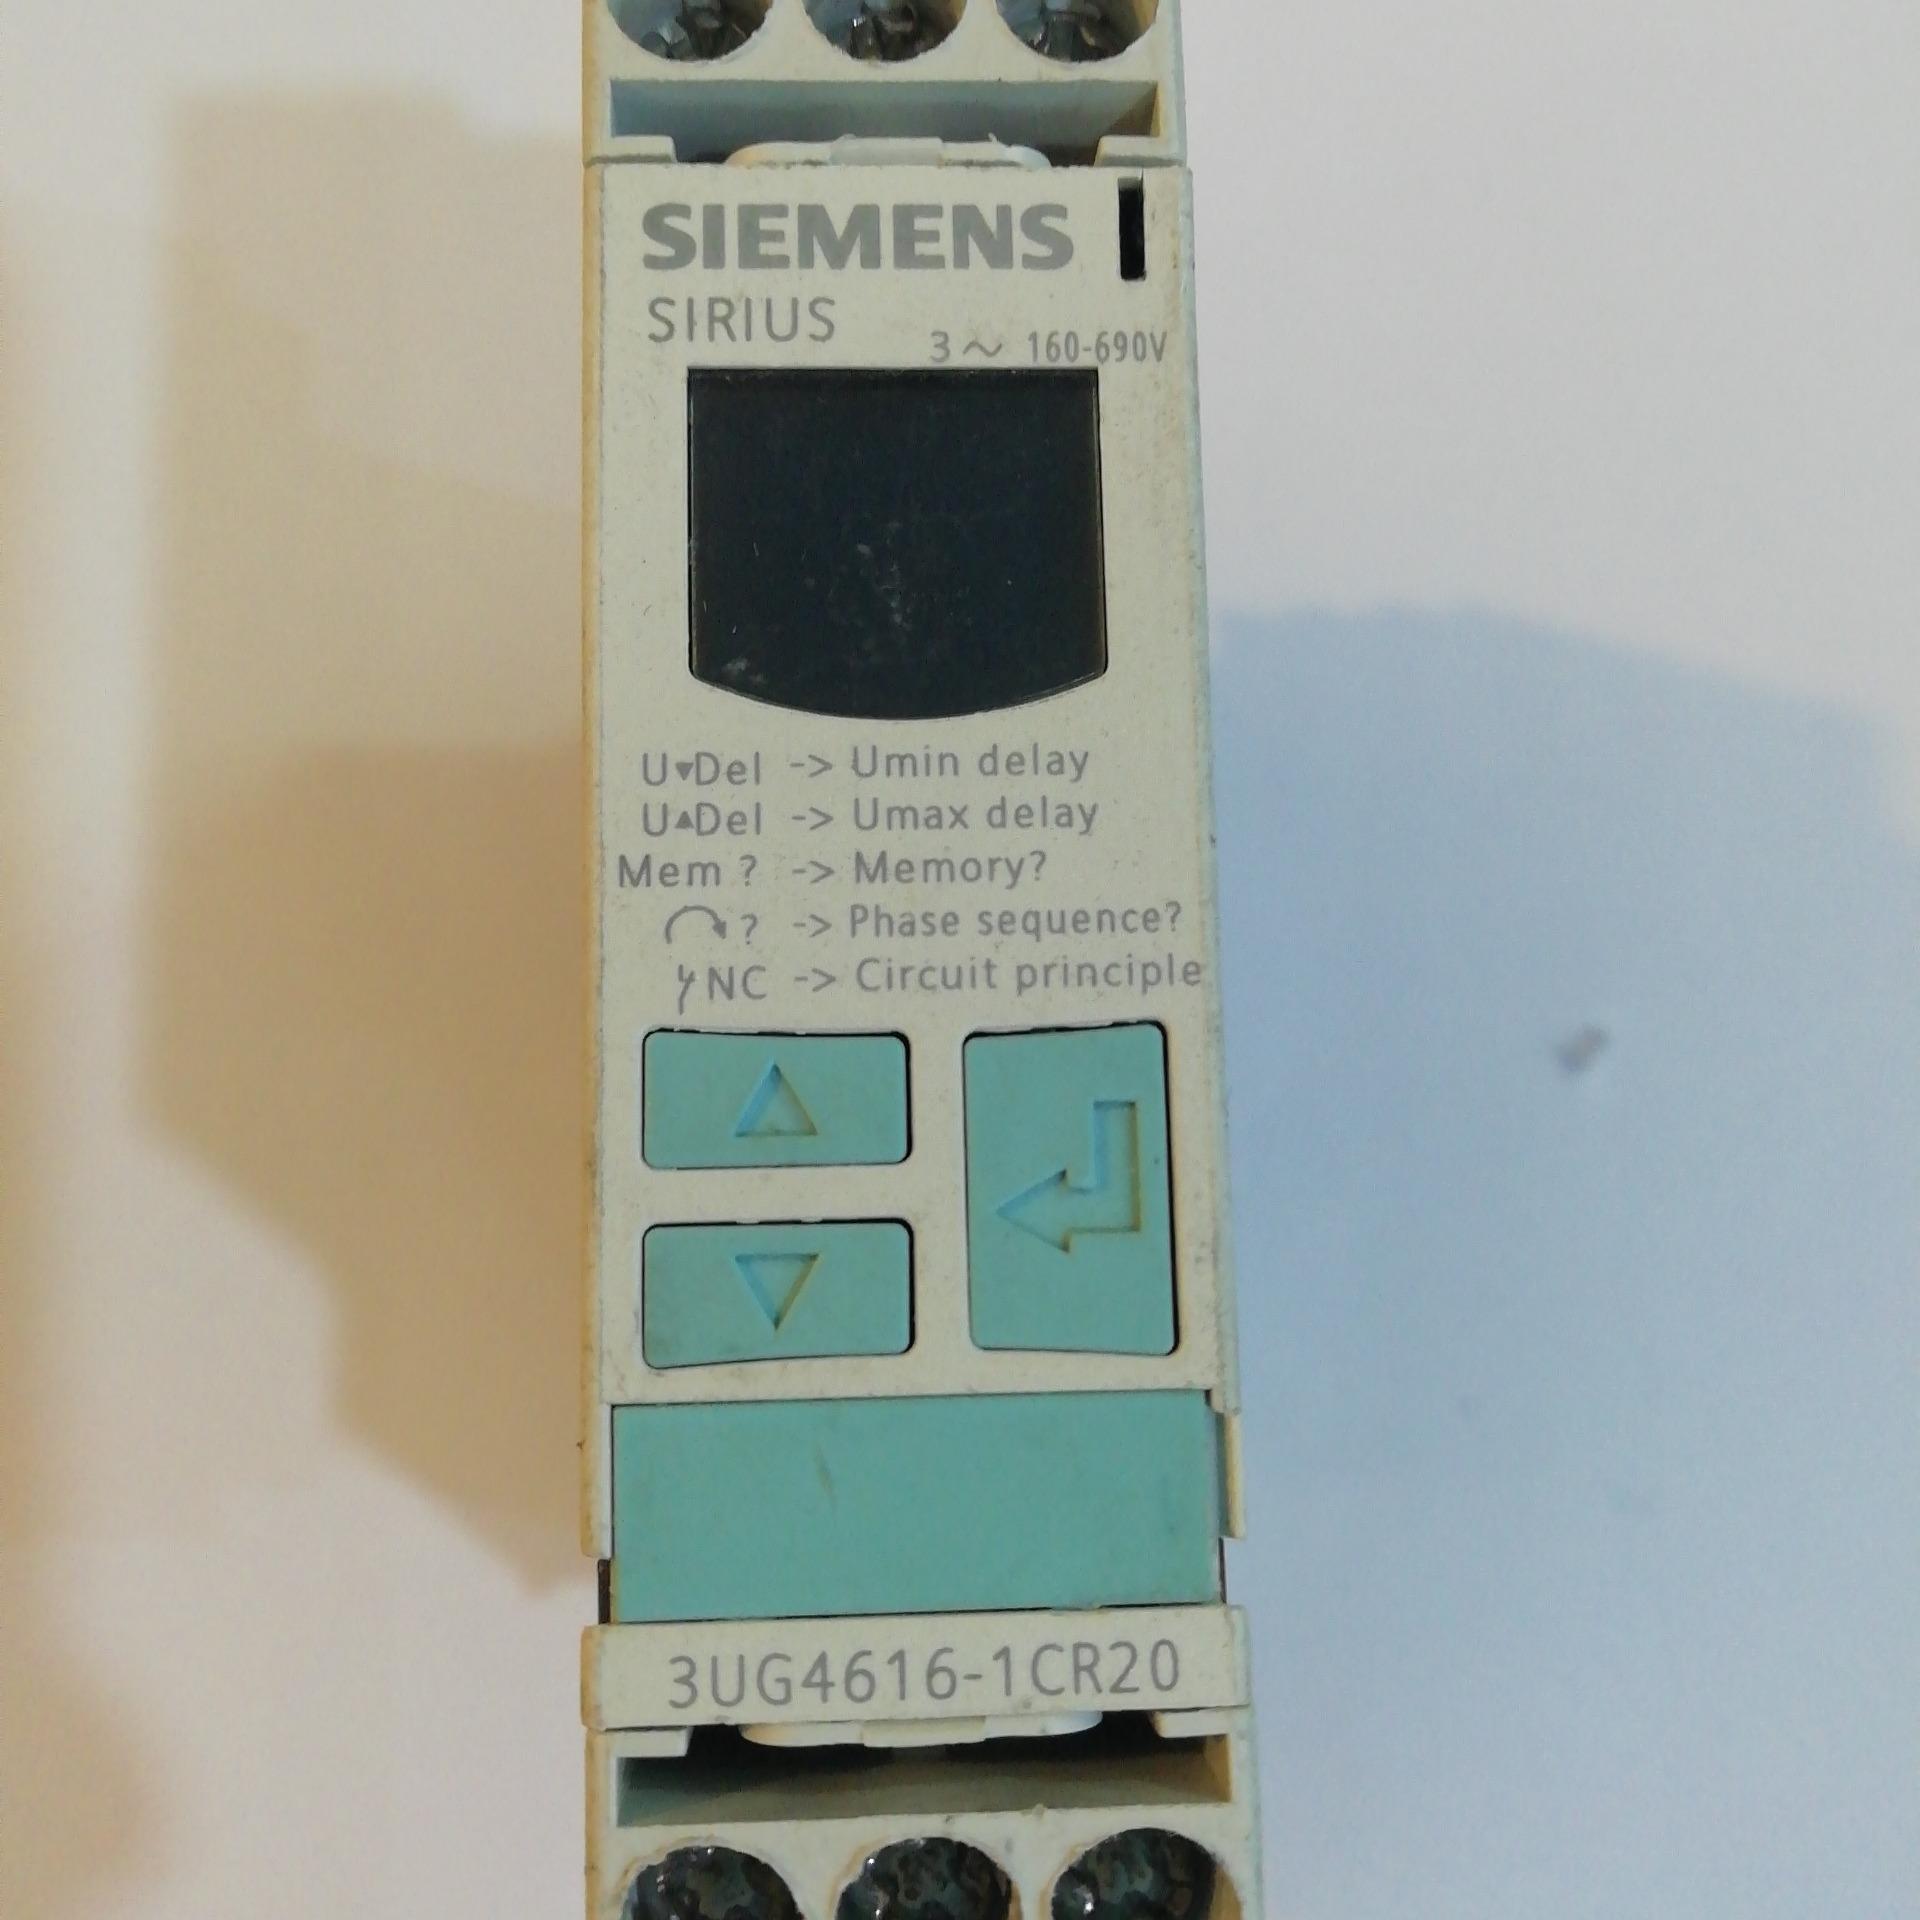 SIEMENS
SIRIUS
3~ 160-690V
U▾Del -> Umin delay
U▴Del -> Umax delay
Mem ? -> Memory?
? -> Phase sequence?
NC -> Circuit principle
3UG4616-1CR20